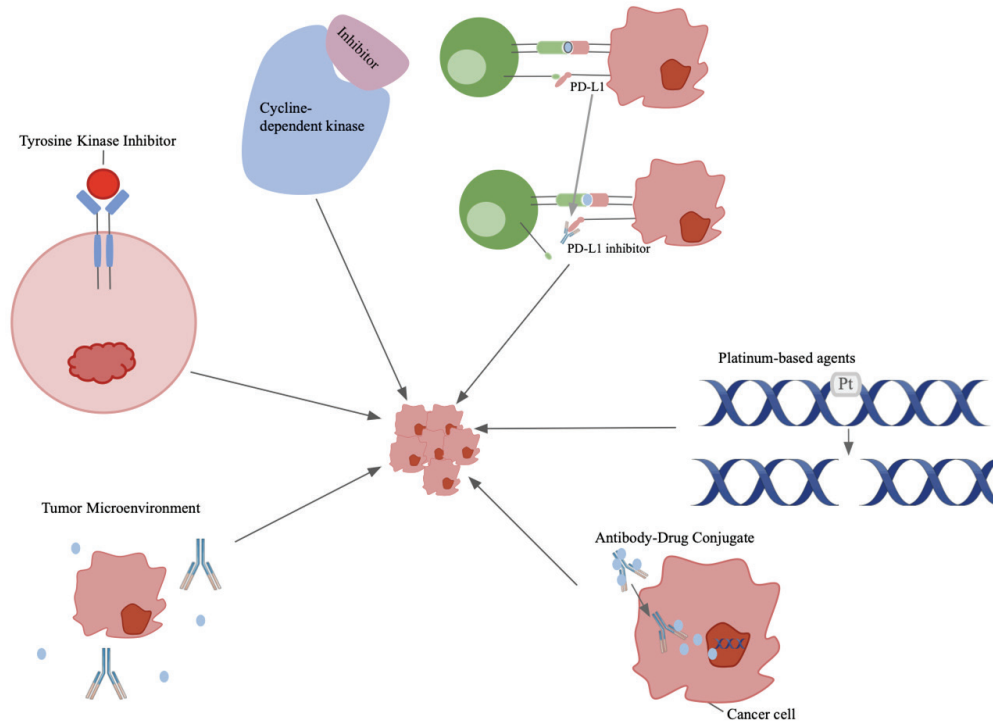 Inhibitor
Cycline-
dependent kinase
PD-L1
Tyrosine Kinase Inhibitor
PD-L1 inhibitor
Platinum-based agents
Pt
Tumor Microenvironment
Antibody-Drug Conjugate
Cancer cell